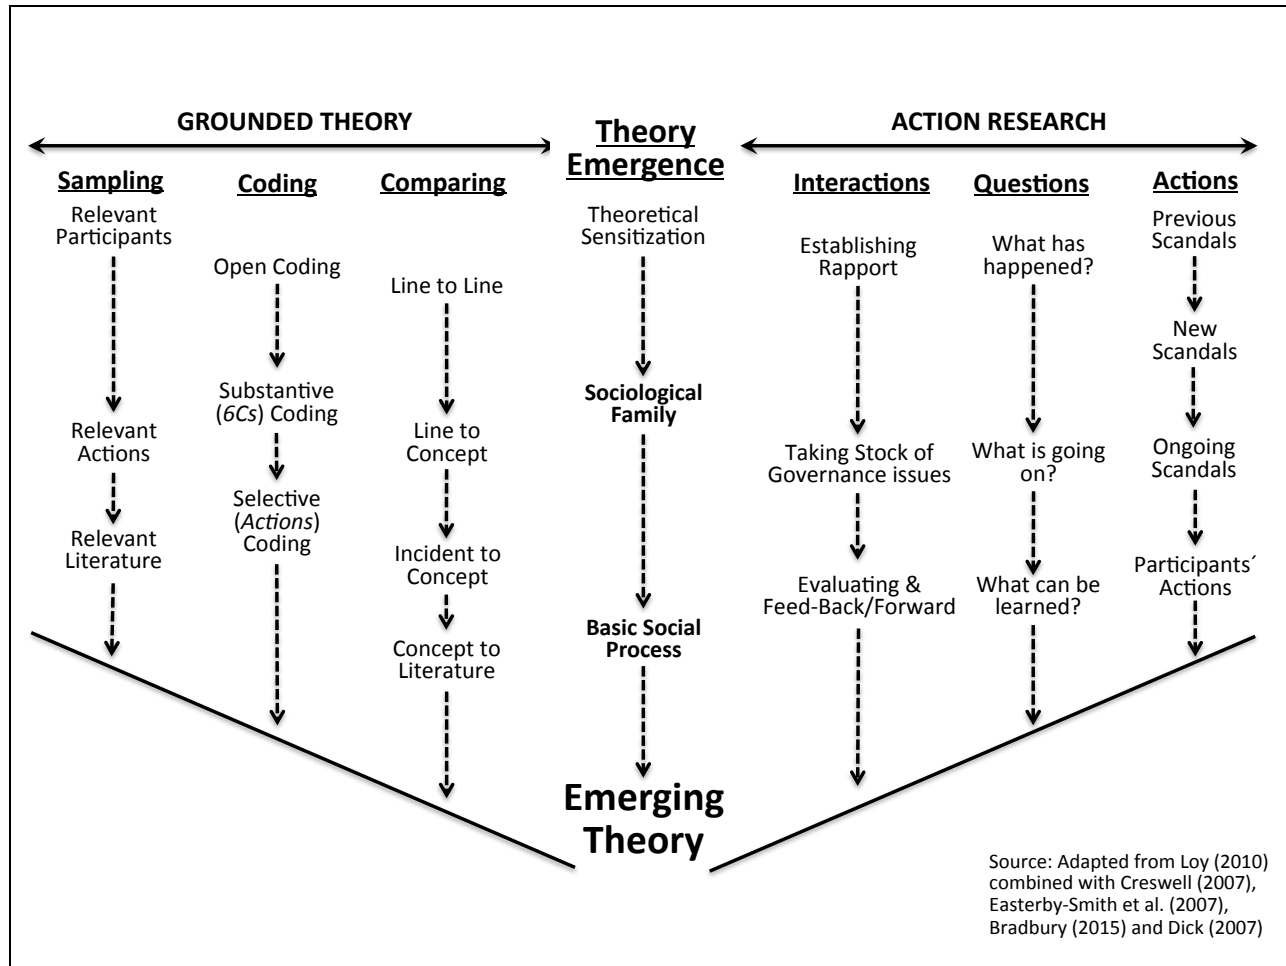 GROUNDED THEORY
Sampling
Relevant
Participants
Relevant
Actions
Relevant
Literature
Coding
Open Coding
Substantive
(6Cs) Coding
Selective
(Actions)
Coding
Comparing
Line to Line
Line to
Concept
Incident to
Concept
Concept to
Literature
Theory
Emergence
Theoretical
Sensitization
Sociological
Family
Basic Social
Process
Emerging
Theory
ACTION RESEARCH
Interactions
Establishing
Rapport
Taking Stock of
Governance issues
Evaluating &
Feed-Back/Forward
Questions
What has
happened?
What is going
on?
What can be
learned?
Actions
Previous
Scandals
New
Scandals
Ongoing
Scandals
Participants´
Actions
Source: Adapted from Loy (2010)
combined with Creswell (2007),
Easterby-Smith et al. (2007),
Bradbury (2015) and Dick (2007)